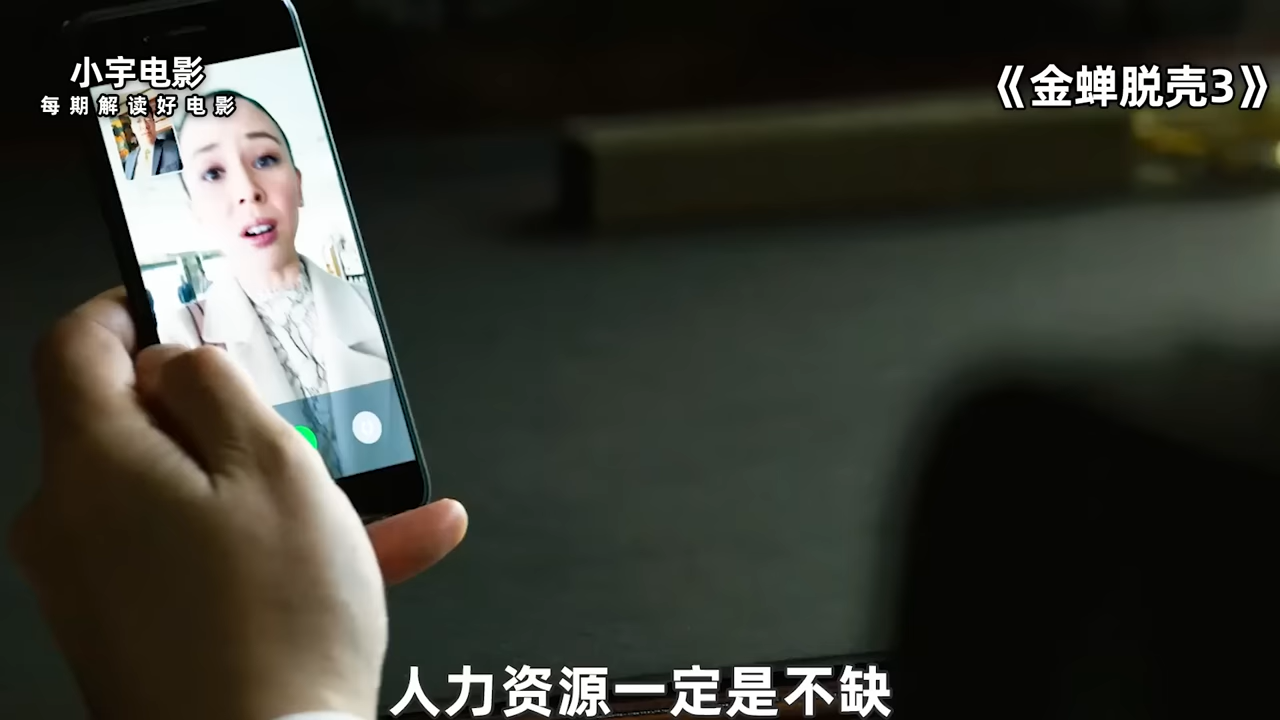 小宇电影
每期解读好电影
《金蝉脱壳3》
人力资源一定是不缺